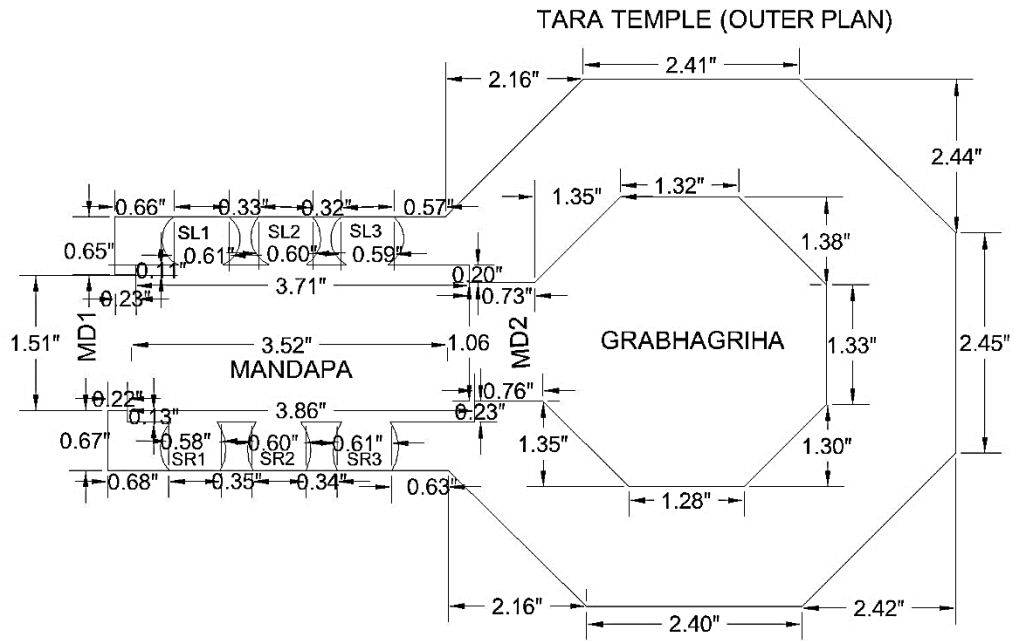 TARA TEMPLE (OUTER PLAN)
2.16" 2.41"
2.44"
1.35" 1.32"
0.66" 0.33" 0.32" 0.57"
SL1 SL2 SL3
0.65" 0.61" 0.60" 0.59" 1.38"
0.11" 0.20"
0.23" 3.71" 0.73"
1.51" MD1 3.52" 1.06 MD2 GRABHAGRIHA 1.33" 2.45"
MANDAPA
0.22" 0.76"
0.13" 3.86" 0.23"
0.67" 0.58" 0.60" 0.61" 1.35" 1.30"
SR1 SR2 SR3
0.68" 0.35" 0.34" 0.63" 1.28"
2.16" 2.40" 2.42"